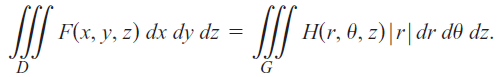 ∭_D F(x, y, z) dx dy dz = ∭_G H(r, θ, z)|r| dr dθ dz.